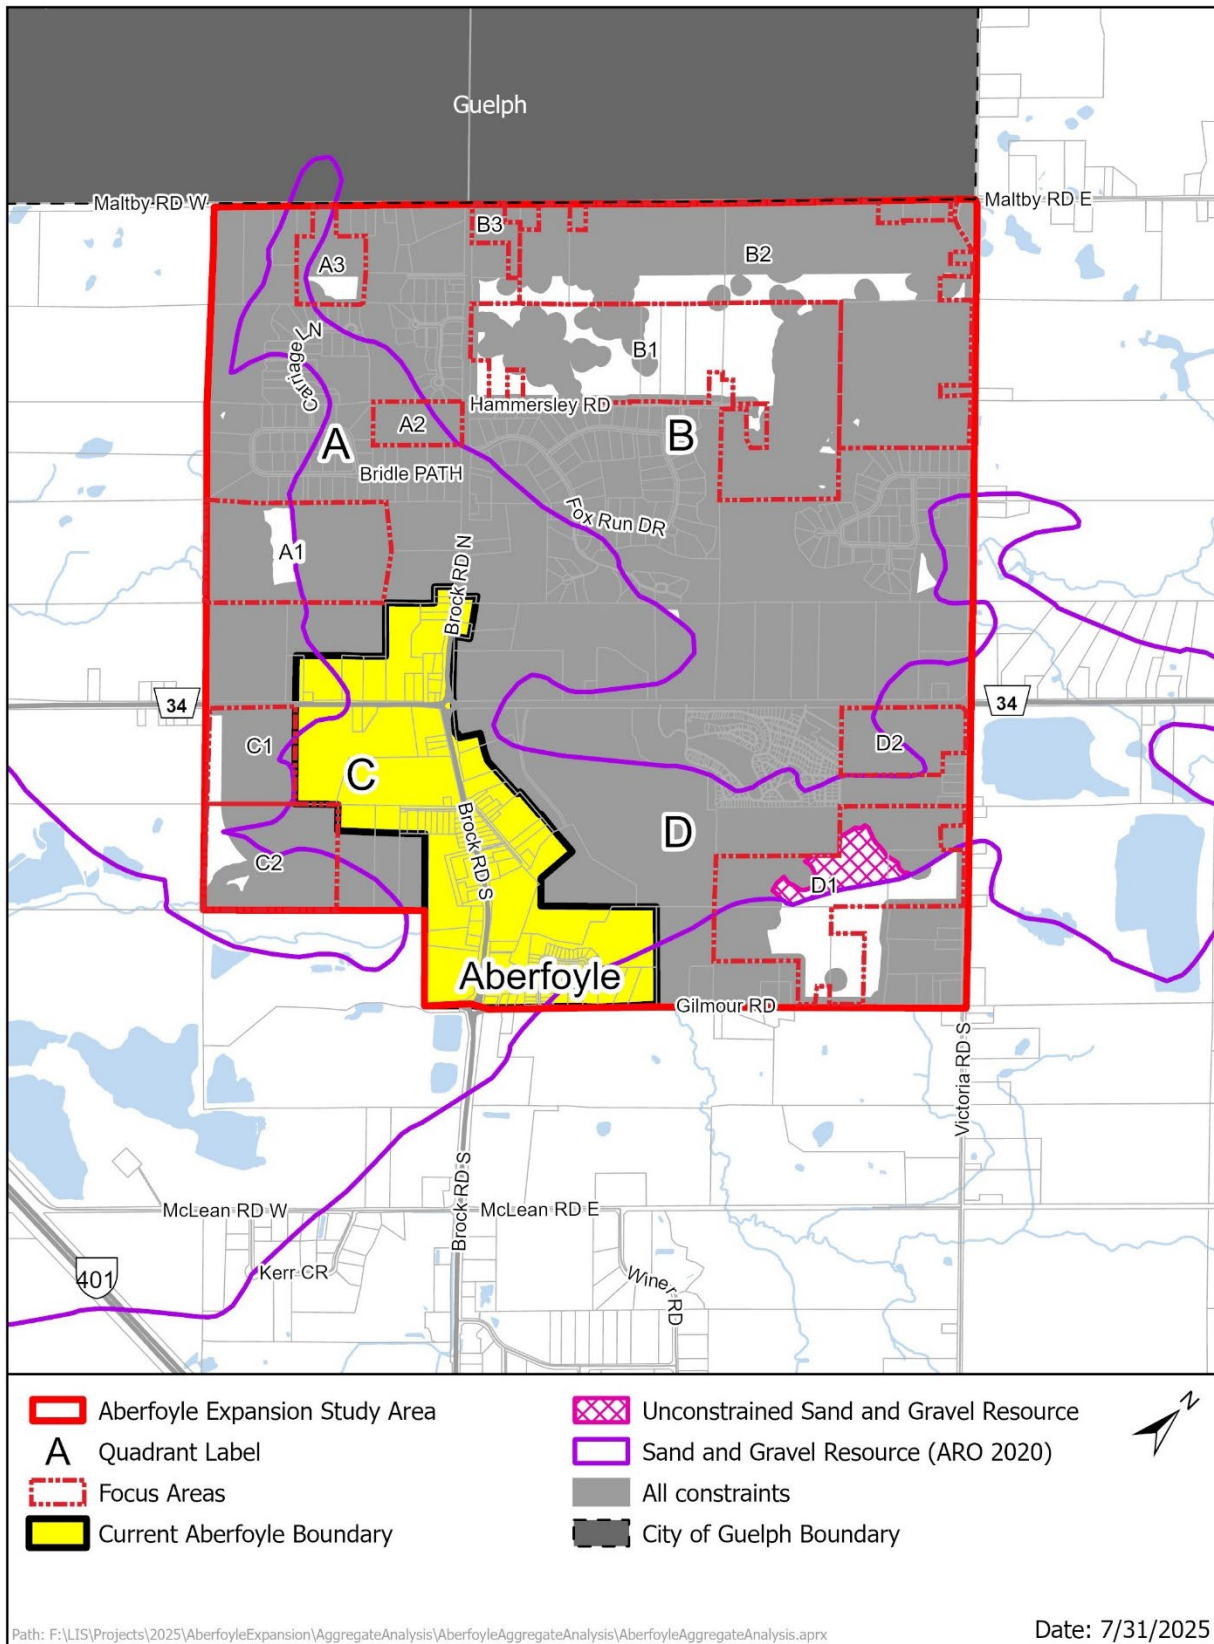 Guelph
Maltby RD W
Maltby RD E
B3
A3
B2
Carriage LN
B1
Hammersley RD
A2
A
B
Bridle PATH
Fox Run DR
A1
Brock RD N
34
34
C1
D2
C
Brock RD S
D
C2
D1
Aberfoyle
Gilmour RD
Victoria RD S
Brock RD S
McLean RD W
McLean RD E
401
Kerr CR
Winer RD
Aberfoyle Expansion Study Area
A Quadrant Label
Focus Areas
Current Aberfoyle Boundary
Unconstrained Sand and Gravel Resource
Sand and Gravel Resource (ARO 2020)
All constraints
City of Guelph Boundary
N
Path: F:\LIS\Projects\2025\AberfoyleExpansion\AggregateAnalysis\AberfoyleAggregateAnalysis\AberfoyleAggregateAnalysis.aprx
Date: 7/31/2025